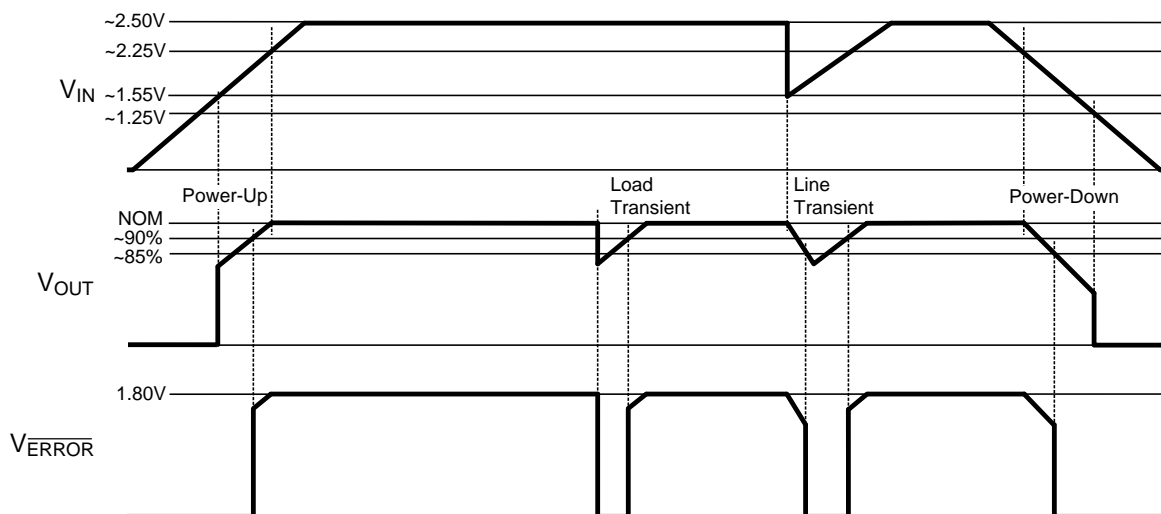 ~2.50V
~2.25V
VIN
~1.55V
~1.25V
Power-Up
Load
Transient
Line
Transient
Power-Down
NOM
~90%
~85%
VOUT
1.80V
VERROR